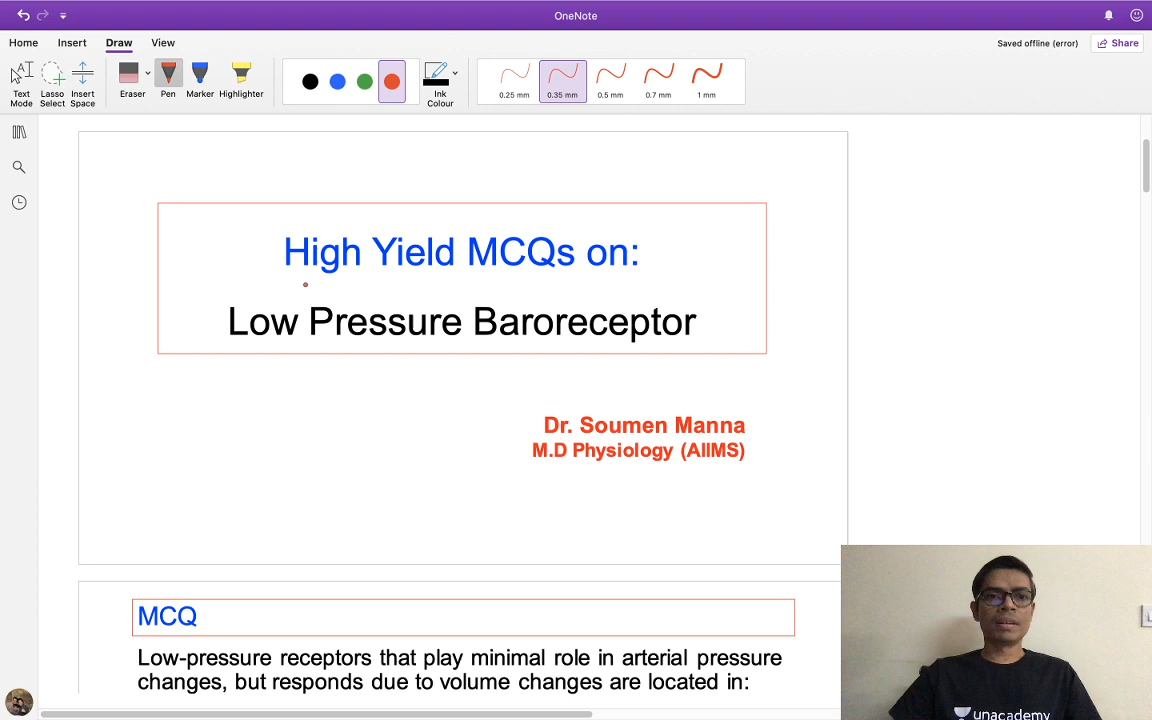 OneNote
Home Insert Draw View
Saved offline (error)
Share
Text Mode
Lasso Select
Insert Space
Eraser
Pen
Marker
Highlighter
Ink Colour
0.25 mm
0.35 mm
0.5 mm
0.7 mm
1 mm
High Yield MCQs on:
Low Pressure Baroreceptor
Dr. Soumen Manna
M.D Physiology (AIIMS)
MCQ
Low-pressure receptors that play minimal role in arterial pressure
changes, but responds due to volume changes are located in:
unacademy